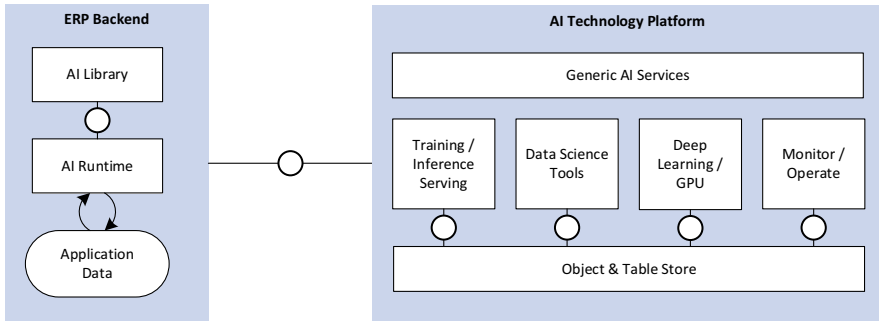 ERP Backend
AI Library
AI Runtime
Application
Data
AI Technology Platform
Generic AI Services
Training /
Inference
Serving
Data Science
Tools
Deep
Learning /
GPU
Monitor /
Operate
Object & Table Store